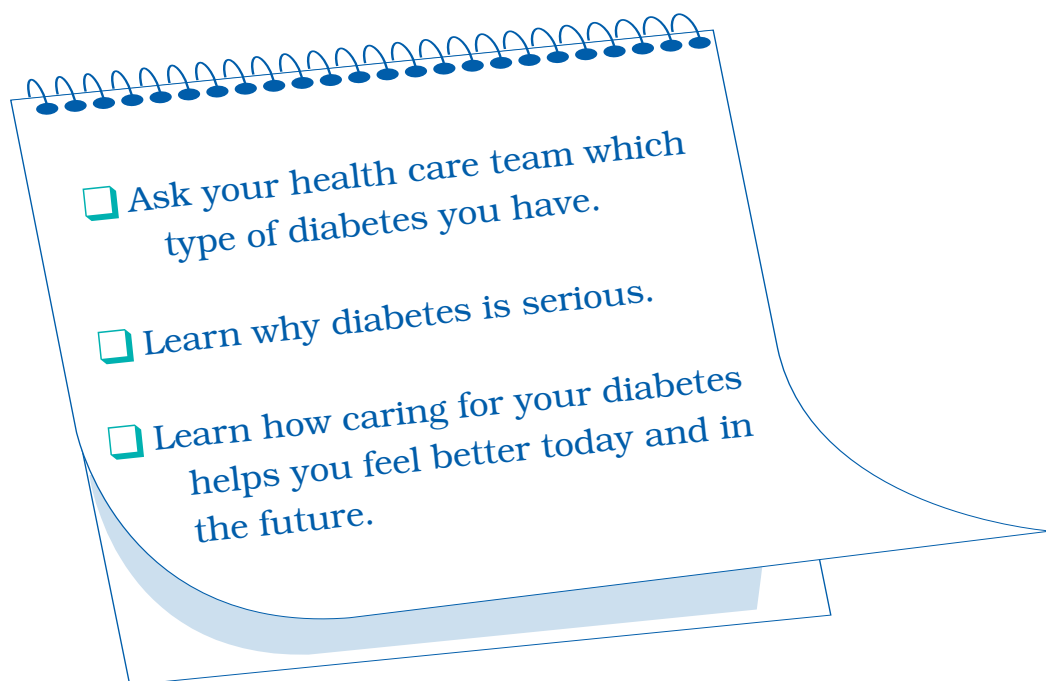 Ask your health care team which
type of diabetes you have.
Learn why diabetes is serious.
Learn how caring for your diabetes
helps you feel better today and in
the future.